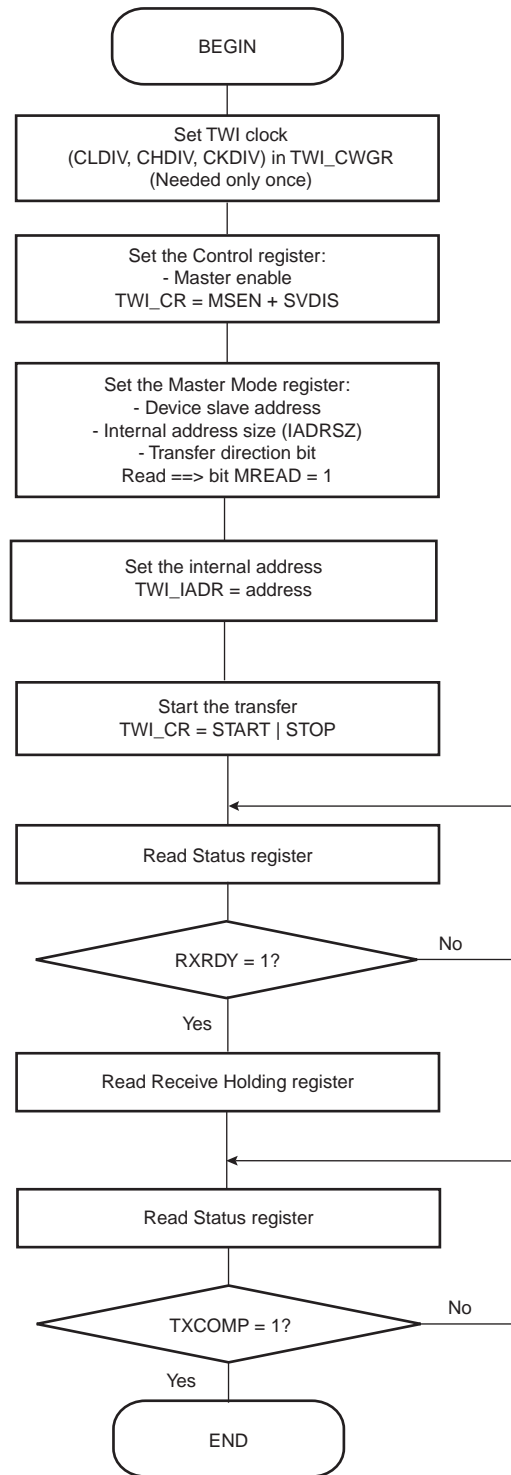 BEGIN
Set TWI clock
(CLDIV, CHDIV, CKDIV) in TWI_CWGR
(Needed only once)
Set the Control register:
- Master enable
TWI_CR = MSEN + SVDIS
Set the Master Mode register:
- Device slave address
- Internal address size (IADRSZ)
- Transfer direction bit
Read ==> bit MREAD = 1
Set the internal address
TWI_IADR = address
Start the transfer
TWI_CR = START | STOP
Read Status register
RXRDY = 1?
No
Yes
Read Receive Holding register
Read Status register
TXCOMP = 1?
No
Yes
END